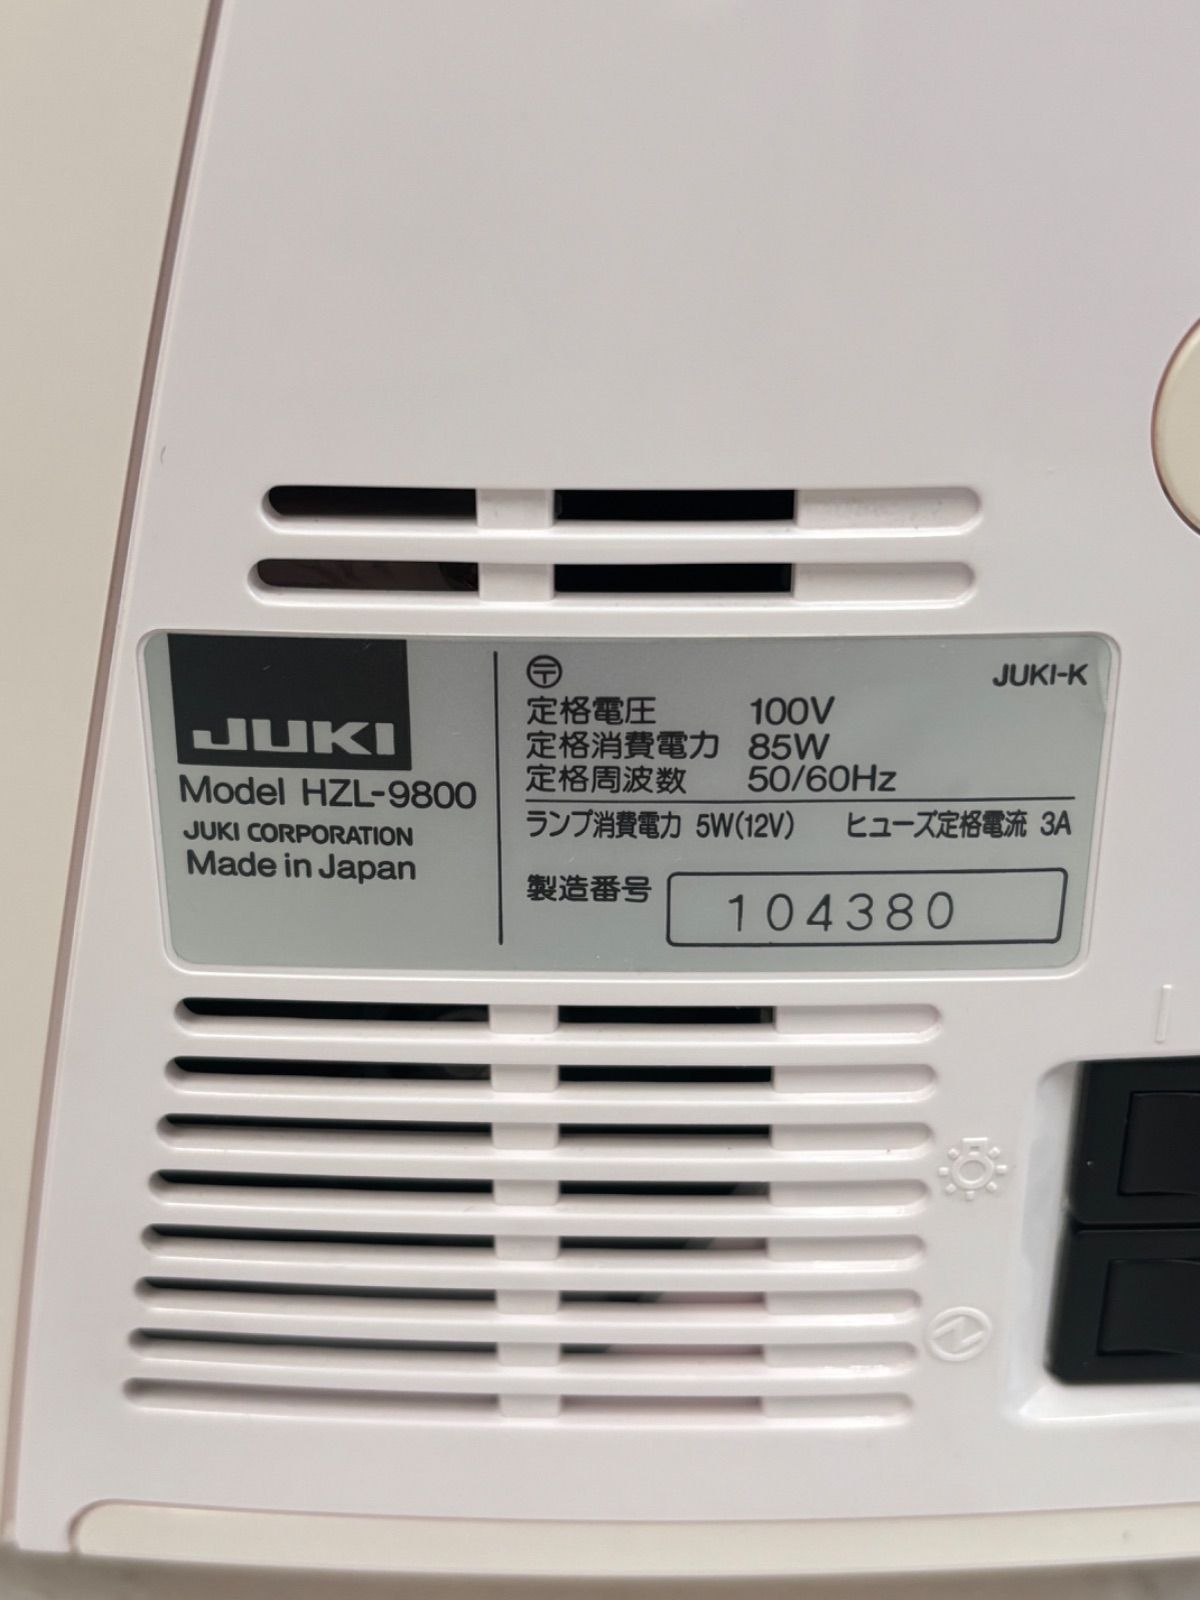 JUKI
Model HZL-9800
JUKI CORPORATION
Made in Japan
〶 JUKI-K
定格電圧 100V
定格消費電力 85W
定格周波数 50/60Hz
ランプ消費電力 5W(12V) ヒューズ定格電流 3A
製造番号 104380